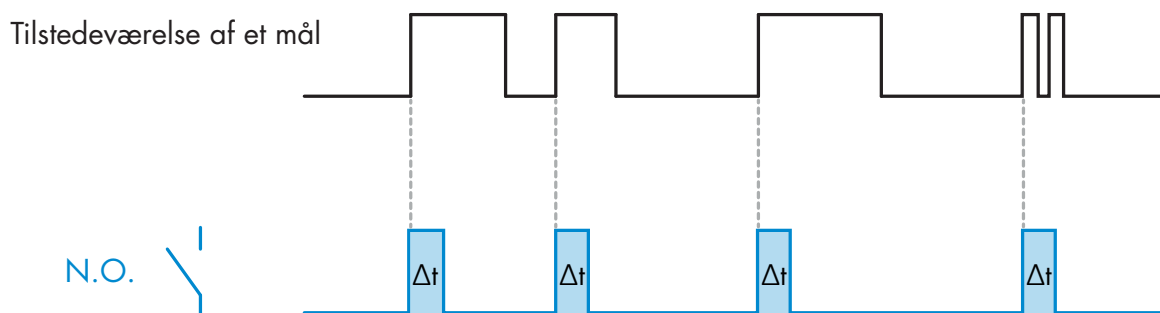 Tilstedeværelse af et mål
N.O.
Δt Δt Δt Δt